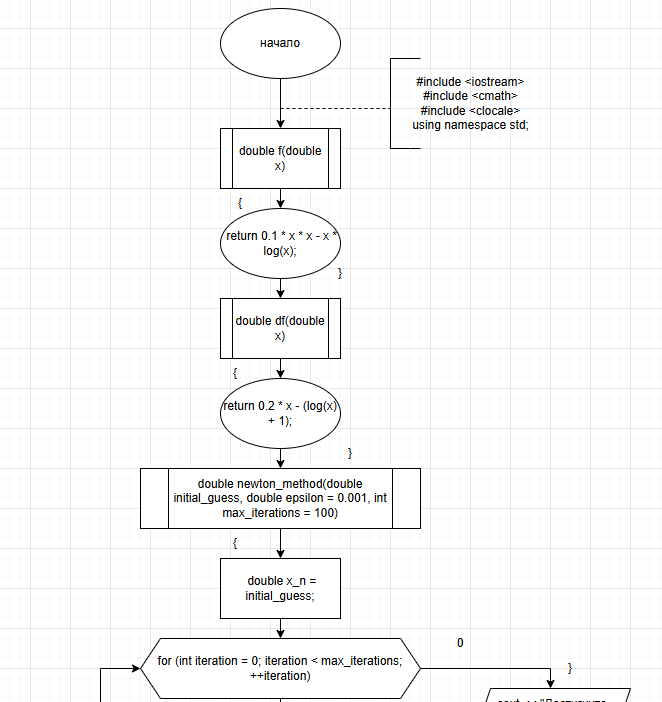 начало
#include <iostream>
#include <cmath>
#include <clocale>
using namespace std;
double f(double
x)
{
return 0.1 * x * x - x *
log(x);
}
double df(double
x)
{
return 0.2 * x - (log(x)
+ 1);
}
double newton_method(double
initial_guess, double epsilon = 0.001, int
max_iterations = 100)
{
double x_n =
initial_guess;
for (int iteration = 0; iteration < max_iterations;
++iteration)
0
}